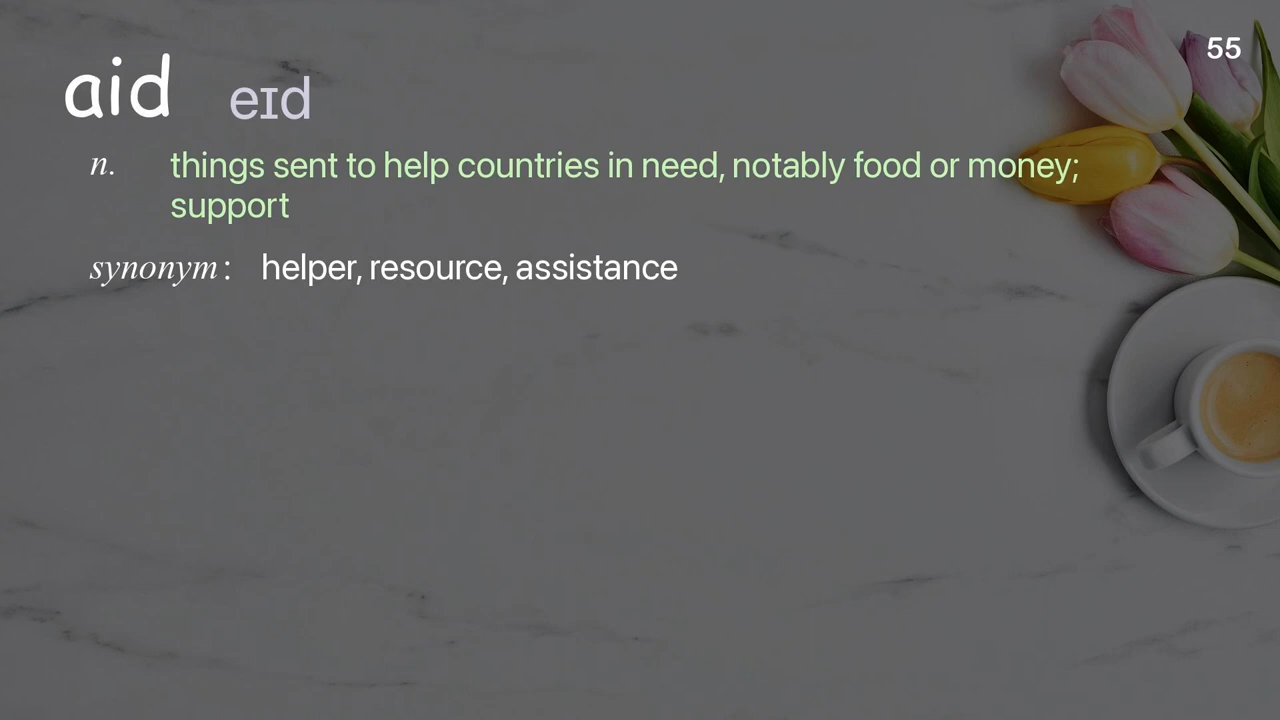 55
aid eɪd
n. things sent to help countries in need, notably food or money;
support
synonym: helper, resource, assistance